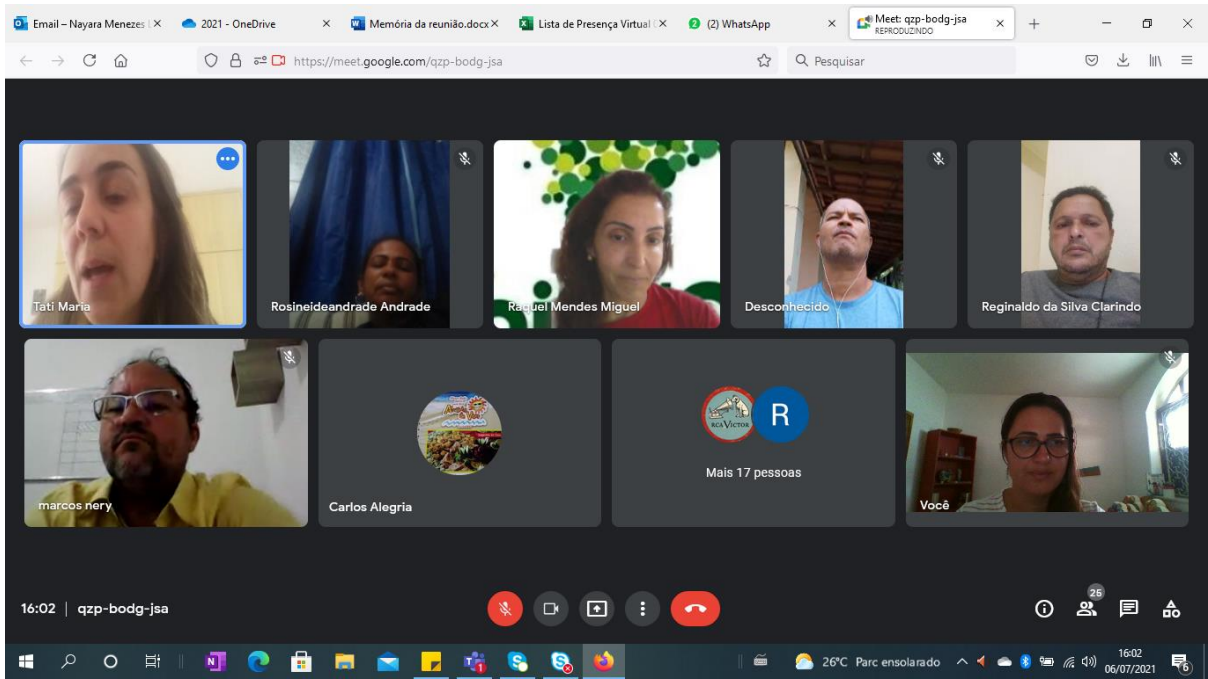 Email – Nayara Menezes
2021 - OneDrive
Memória da reunião.docx
Lista de Presença Virtual
(2) WhatsApp
Meet: qzp-bodg-jsa
REPRODUZINDO
https://meet.google.com/qzp-bodg-jsa
Pesquisar
Tati Maria
Rosineideandrade Andrade
Raquel Mendes Miguel
Desconhecido
Reginaldo da Silva Clarindo
marcos nery
Carlos Alegria
RCA VICTOR
R
Mais 17 pessoas
Você
16:02 | qzp-bodg-jsa
26
26°C Parc ensolarado
16:02
06/07/2021